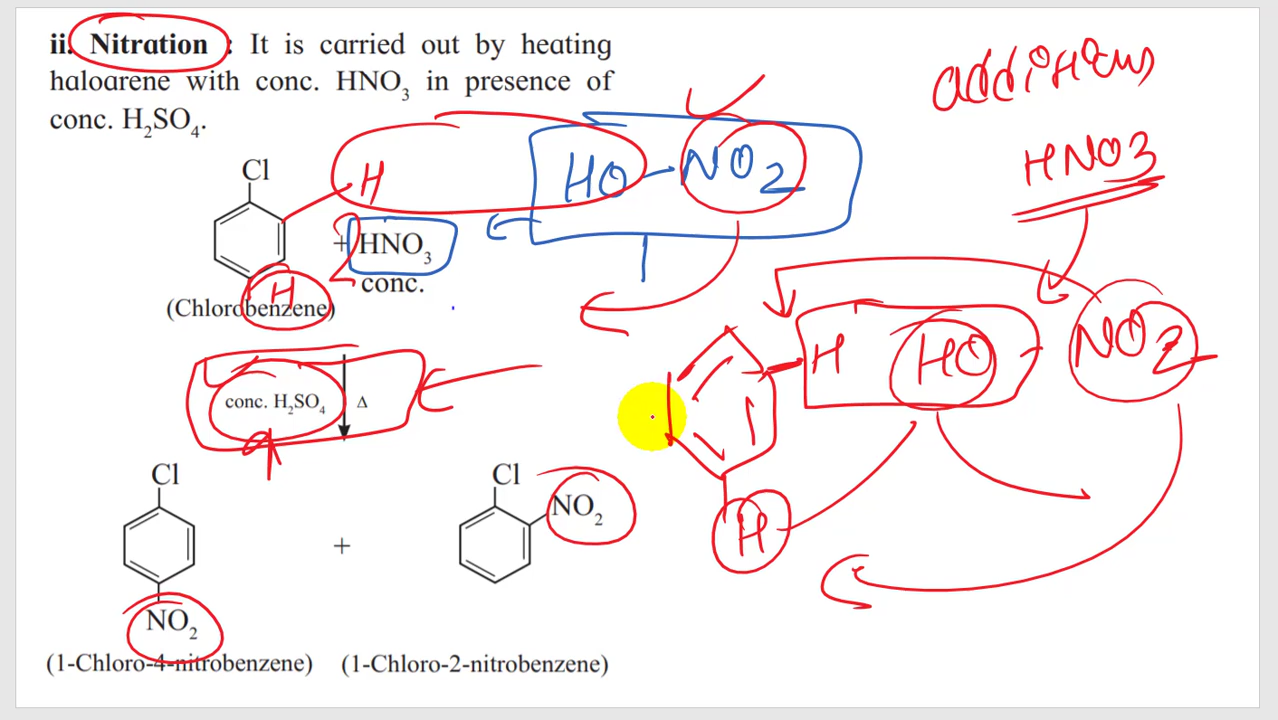 ii. Nitration : It is carried out by heating
haloarene with conc. HNO₃ in presence of
conc. H₂SO₄.
HNO3
Cl
H
HO-NO2
+ HNO₃
conc.
H
(Chlorobenzene)
H HO - NO2
conc. H₂SO₄ Δ
Cl
Cl
NO₂
H
+
NO₂
(1-Chloro-4-nitrobenzene) (1-Chloro-2-nitrobenzene)